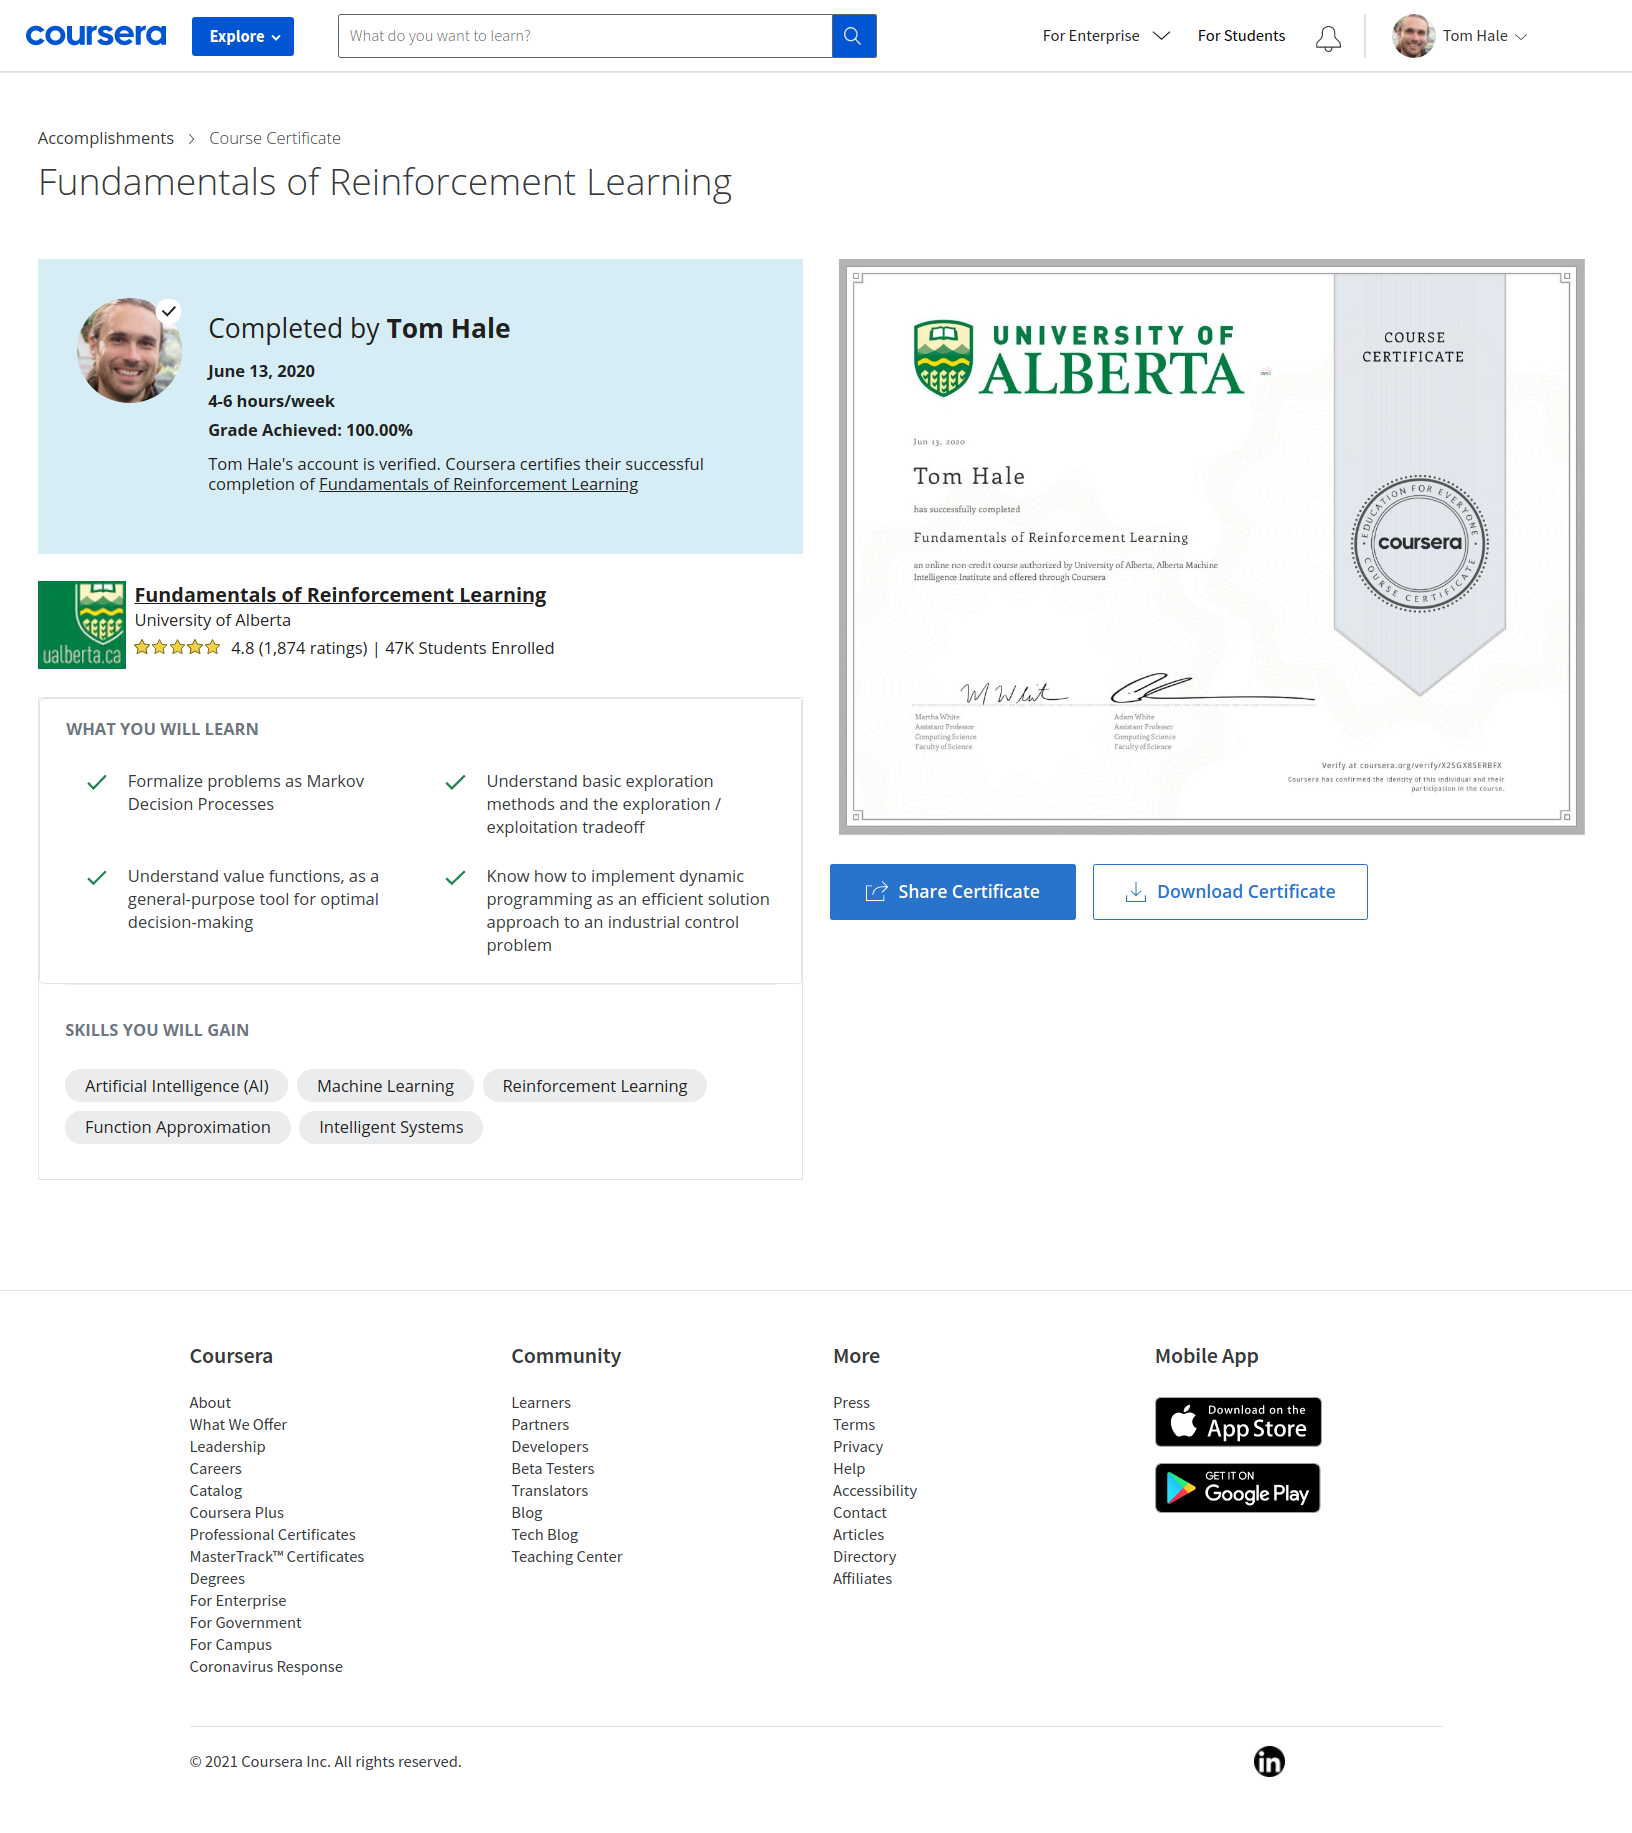 coursera
Explore
What do you want to learn?
For Enterprise
For Students
Tom Hale
Accomplishments
Course Certificate
Fundamentals of Reinforcement Learning
Completed by Tom Hale
June 13, 2020
4-6 hours/week
Grade Achieved: 100.00%
Tom Hale's account is verified. Coursera certifies their successful
completion of Fundamentals of Reinforcement Learning
ualberta.ca
Fundamentals of Reinforcement Learning
University of Alberta
4.8 (1,874 ratings) | 47K Students Enrolled
WHAT YOU WILL LEARN
Formalize problems as Markov
Decision Processes
Understand basic exploration
methods and the exploration /
exploitation tradeoff
Understand value functions, as a
general-purpose tool for optimal
decision-making
Know how to implement dynamic
programming as an efficient solution
approach to an industrial control
problem
SKILLS YOU WILL GAIN
Artificial Intelligence (AI)
Machine Learning
Reinforcement Learning
Function Approximation
Intelligent Systems
UNIVERSITY OF
ALBERTA
COURSE
CERTIFICATE
Jun 13, 2020
Tom Hale
has successfully completed
Fundamentals of Reinforcement Learning
an online non-credit course authorized by University of Alberta, Alberta Machine
Intelligence Institute and offered through Coursera
EDUCATION FOR EVERYONE
coursera
COURSE CERTIFICATE
M White
Martha White
Assistant Professor
Computing Science
Faculty of Science
Adam White
Assistant Professor
Computing Science
Faculty of Science
Verify at coursera.org/verify/X2SGX8SERBFX
Coursera has confirmed the identity of this individual and their
participation in the course.
Share Certificate
Download Certificate
Coursera
About
What We Offer
Leadership
Careers
Catalog
Coursera Plus
Professional Certificates
MasterTrack™ Certificates
Degrees
For Enterprise
For Government
For Campus
Coronavirus Response
Community
Learners
Partners
Developers
Beta Testers
Translators
Blog
Tech Blog
Teaching Center
More
Press
Terms
Privacy
Help
Accessibility
Contact
Articles
Directory
Affiliates
Mobile App
Download on the
App Store
GET IT ON
Google Play
© 2021 Coursera Inc. All rights reserved.
in